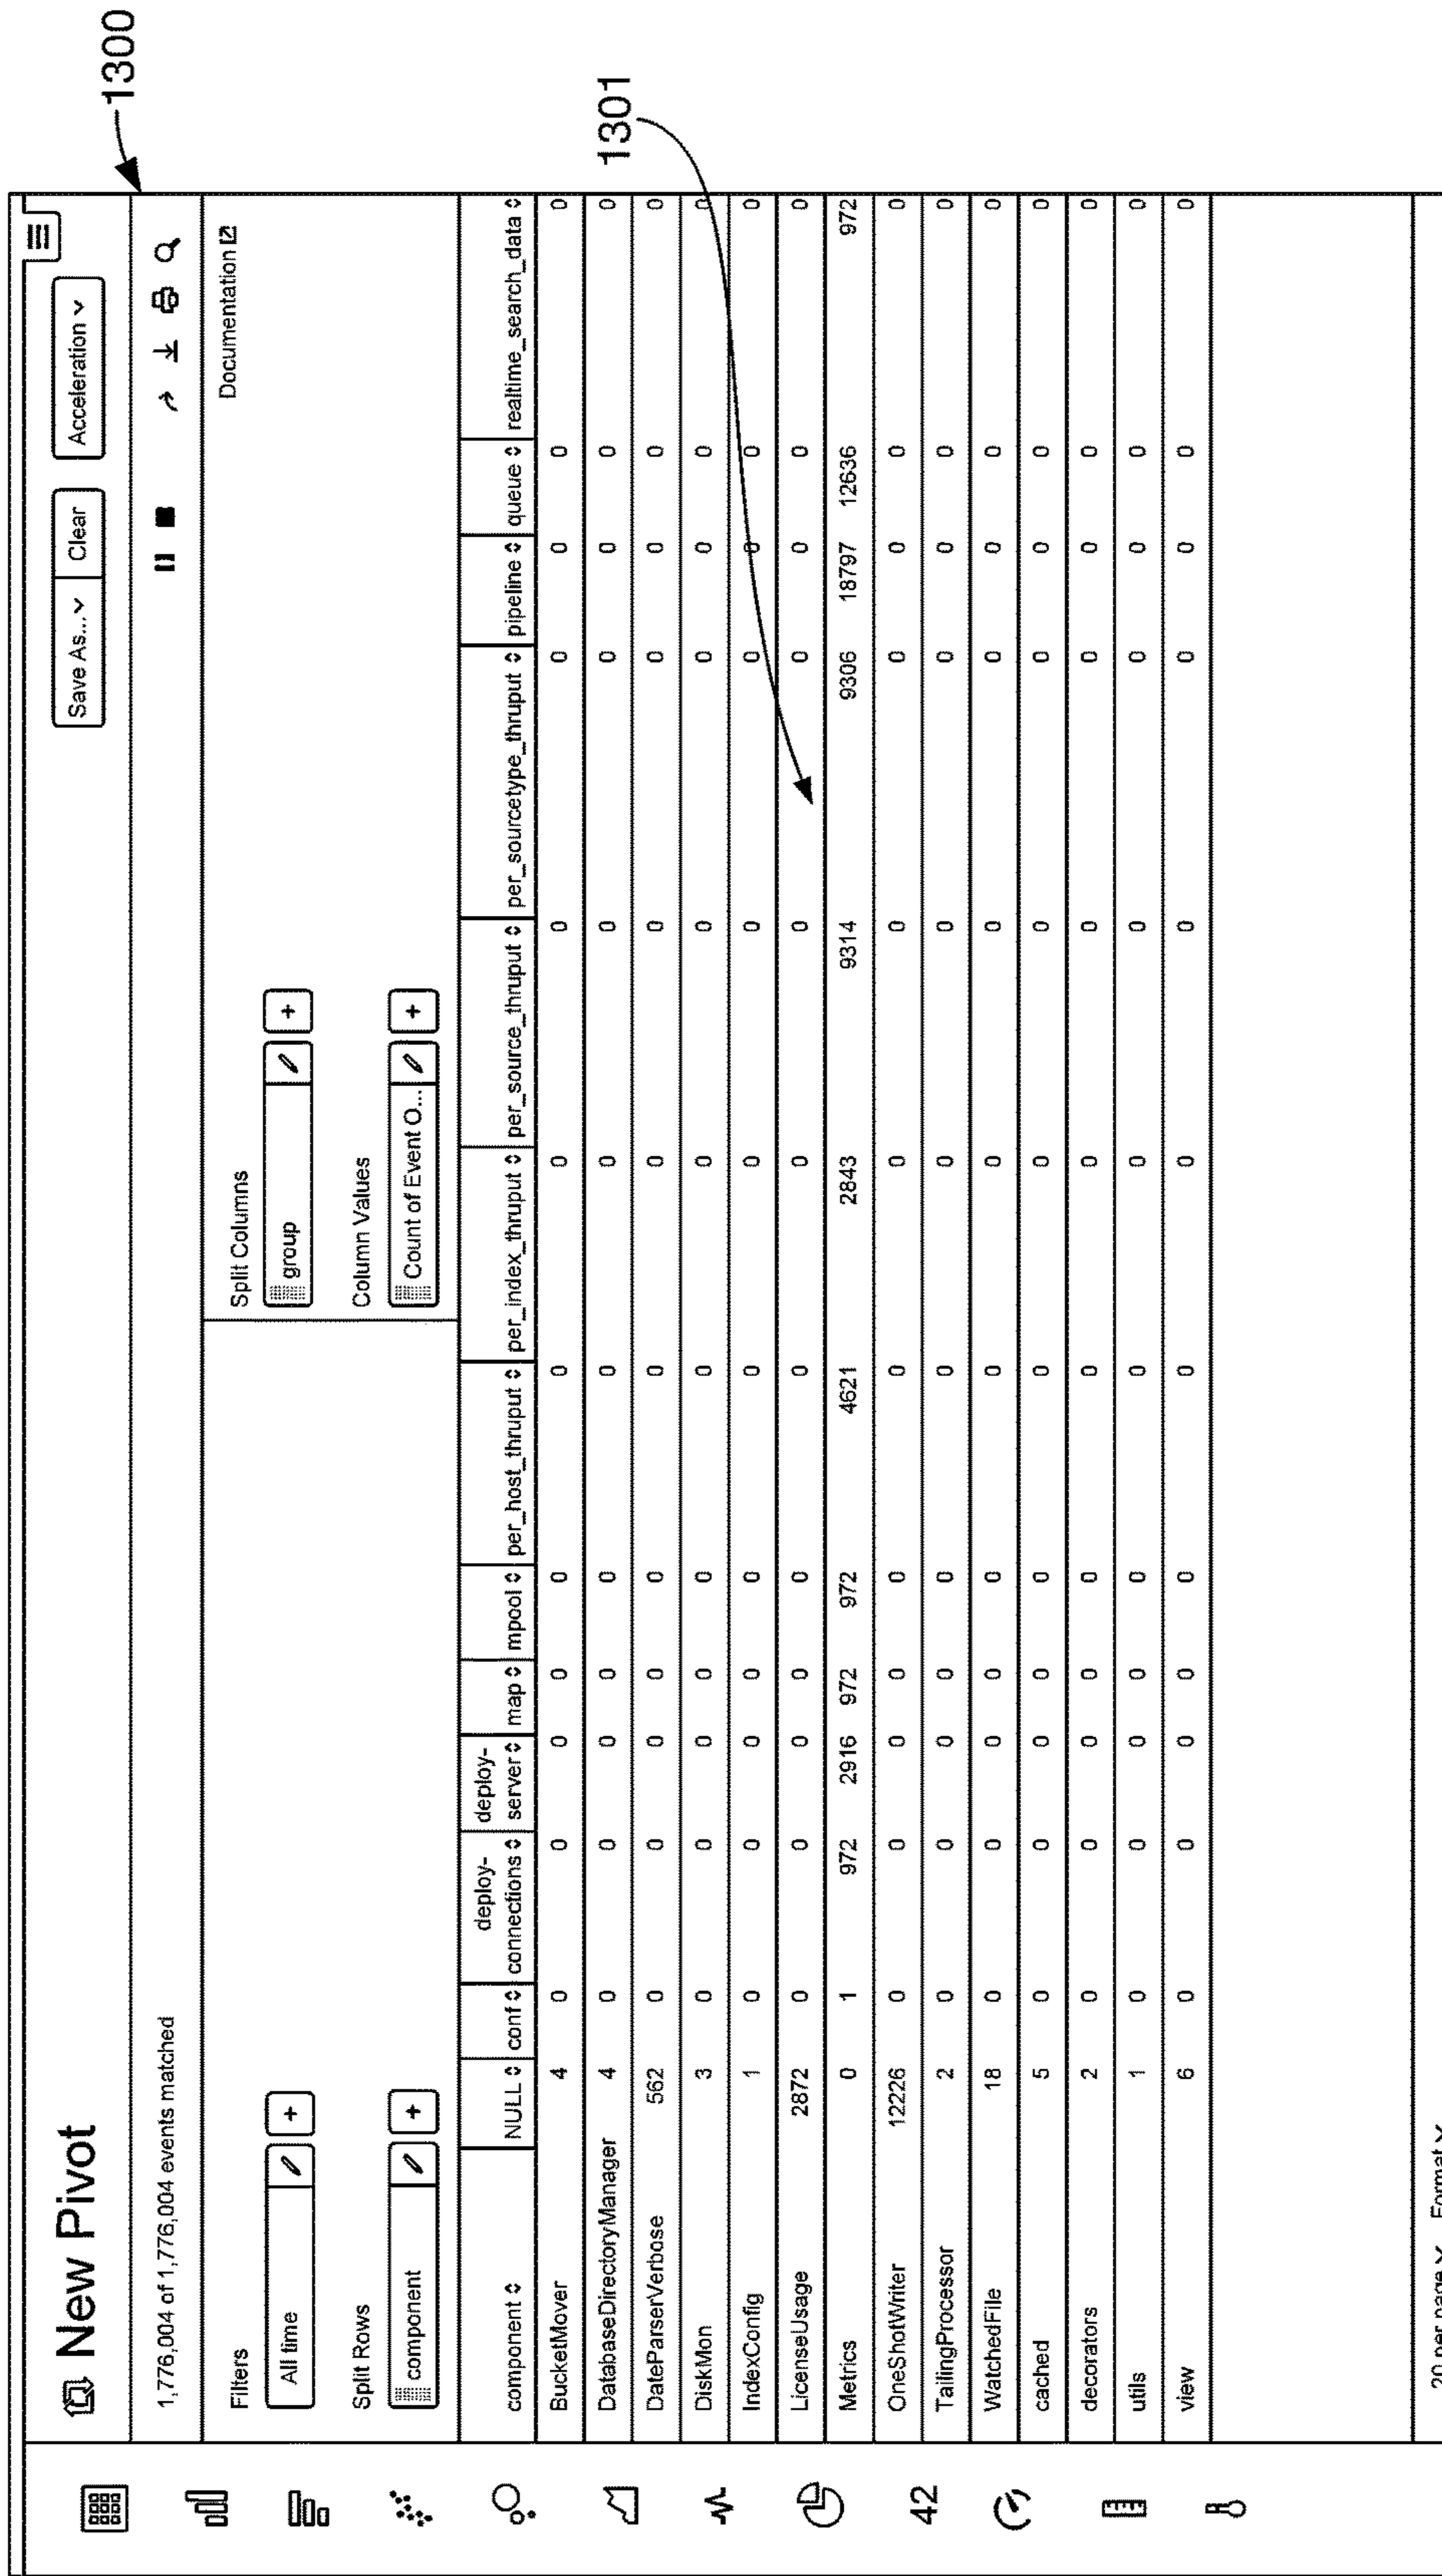 1300
New Pivot
Save As... Clear Acceleration
1,776,004 of 1,776,004 events matched
Filters
All time +
Split Columns
group +
Documentation
Split Rows
component +
Column Values
Count of Event O... +
component NULL conf deploy-connections deploy-server map mpool per_host_thruput per_index_thruput per_source_thruput per_sourcetype_thruput pipeline queue realtime_search_data
BucketMover 4 0 0 0 0 0 0 0 0 0 0 0 0
DatabaseDirectoryManager 4 0 0 0 0 0 0 0 0 0 0 0 0
DateParserVerbose 562 0 0 0 0 0 0 0 0 0 0 0 0
DiskMon 3 0 0 0 0 0 0 0 0 0 0 0 0
IndexConfig 1 0 0 0 0 0 0 0 0 0 0 0 0
LicenseUsage 2872 0 0 0 0 0 0 0 0 0 0 0 0
Metrics 0 1 972 2916 972 972 4621 2843 9314 9306 18797 12636 972
OneShotWriter 12226 0 0 0 0 0 0 0 0 0 0 0 0
TailingProcessor 2 0 0 0 0 0 0 0 0 0 0 0 0
WatchedFile 18 0 0 0 0 0 0 0 0 0 0 0 0
cached 5 0 0 0 0 0 0 0 0 0 0 0 0
decorators 2 0 0 0 0 0 0 0 0 0 0 0 0
utils 1 0 0 0 0 0 0 0 0 0 0 0 0
view 6 0 0 0 0 0 0 0 0 0 0 0 0
42
1301
20 per page Format